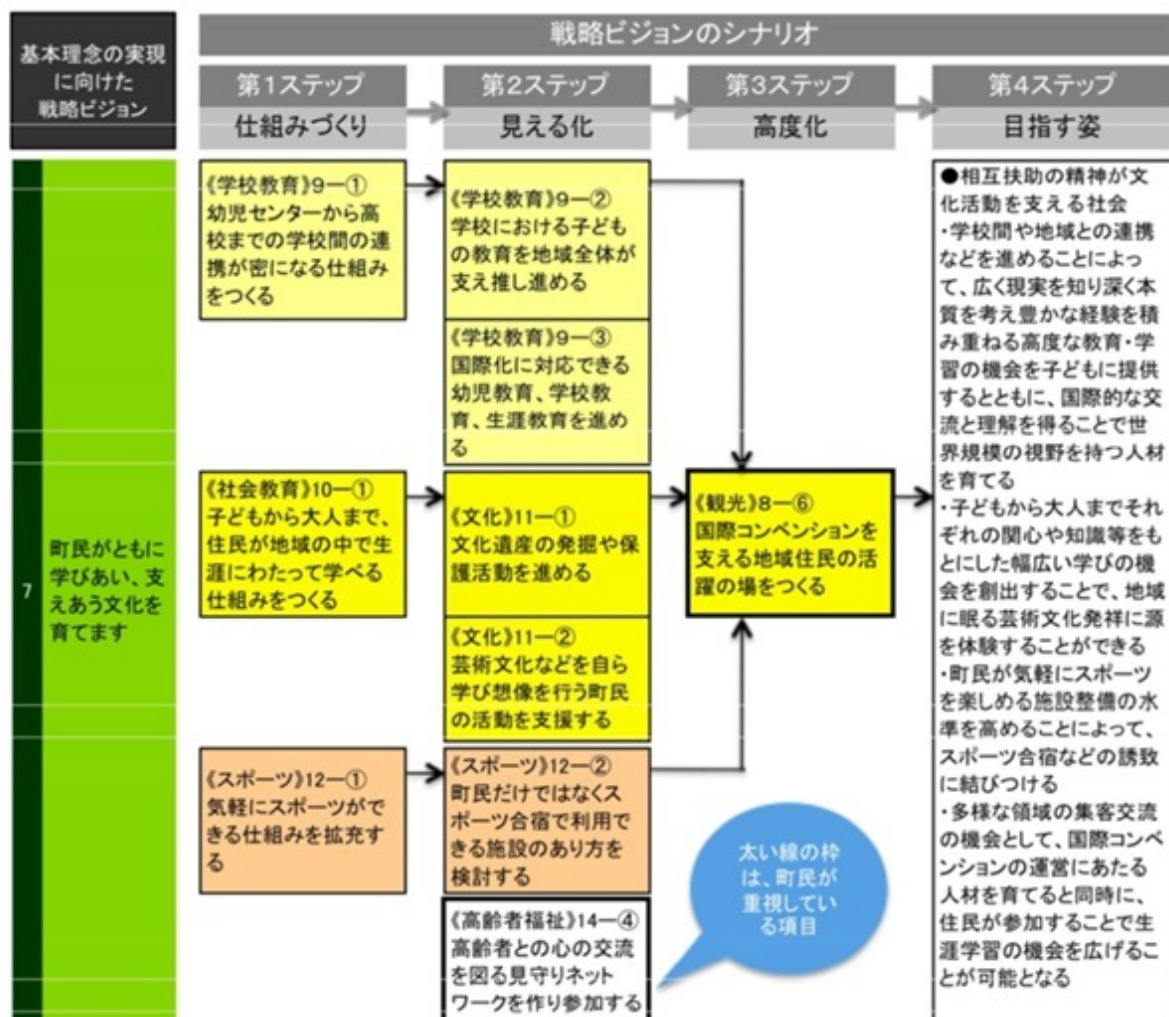 基本理念の実現
に向けた
戦略ビジョン
戦略ビジョンのシナリオ
第1ステップ
仕組みづくり
第2ステップ
見える化
第3ステップ
高度化
第4ステップ
目指す姿
7
町民がともに
学びあい、支
えあう文化を
育てます
《学校教育》9―①
幼児センターから高
校までの学校間の連
携が密になる仕組み
をつくる
《学校教育》9―②
学校における子ども
の教育を地域全体が
支え推し進める
《学校教育》9―③
国際化に対応できる
幼児教育、学校教
育、生涯教育を進め
る
《社会教育》10―①
子どもから大人まで、
住民が地域の中で生
涯にわたって学べる
仕組みをつくる
《文化》11―①
文化遺産の発掘や保
護活動を進める
《文化》11―②
芸術文化などを自ら
学び想像を行う町民
の活動を支援する
《観光》8―⑥
国際コンベンションを
支える地域住民の活
躍の場をつくる
《スポーツ》12―①
気軽にスポーツがで
きる仕組みを拡充す
る
《スポーツ》12―②
町民だけではなくス
ポーツ合宿で利用で
きる施設のあり方を
検討する
《高齢者福祉》14―④
高齢者との心の交流
を図る見守りネット
ワークを作り参加する
太い線の枠
は、町民が
重視してい
る項目
●相互扶助の精神が文
化活動を支える社会
・学校間や地域との連携
などを進めることによっ
て、広く現実を知り深く本
質を考え豊かな経験を積
み重ねる高度な教育・学
習の機会を子どもに提供
するとともに、国際的な交
流と理解を得ることで世
界規模の視野を持つ人材
を育てる
・子どもから大人までそれ
ぞれの関心や知識等をも
とにした幅広い学びの機
会を創出することで、地域
に眠る芸術文化発祥に源
を体験することができる
・町民が気軽にスポーツ
を楽しめる施設整備の水
準を高めることによって、
スポーツ合宿などの誘致
に結びつける
・多様な領域の集客交流
の機会として、国際コンベ
ンションの運営にあたる
人材を育てると同時に、
住民が参加することで生
涯学習の機会を広げるこ
とが可能となる